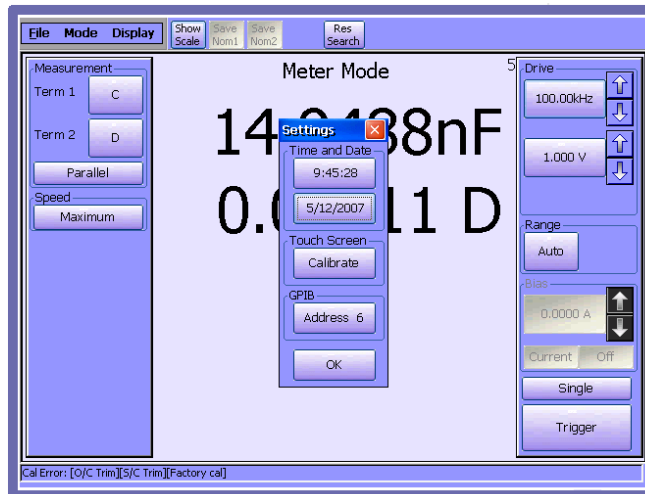 File Mode Display Show Scale Save Nom1 Save Nom2 Res Search
Measurement
Term 1 C
Term 2 D
Parallel
Speed
Maximum
Meter Mode
5
nF
11 D
Settings
Time and Date
9:45:28
5/12/2007
Touch Screen
Calibrate
GPIB
Address 6
OK
Drive
100.00kHz
1.000 V
Range
Auto
Bias
0.0000 A
Current Off
Single
Trigger
Cal Error: [O/C Trim][S/C Trim][Factory cal]